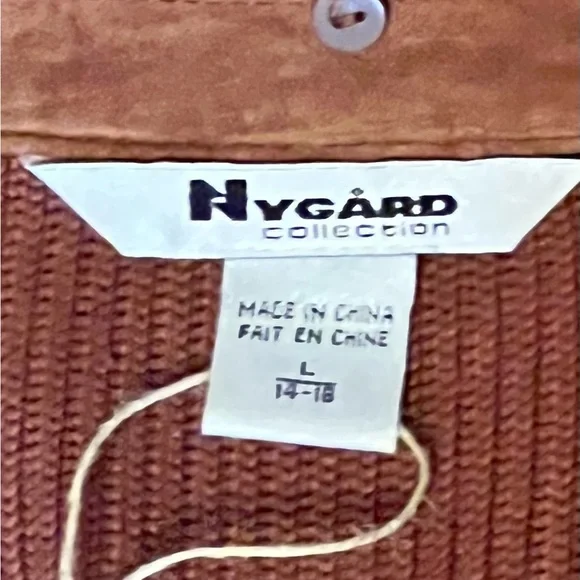 NYGÅRD
collection
MADE IN CHINA
FAIT EN CHINE
L
14-18